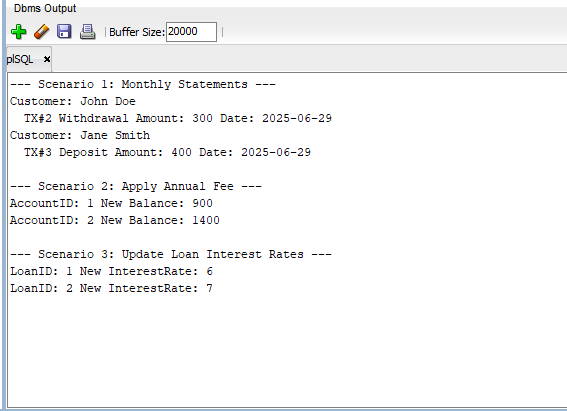 Dbms Output
Buffer Size: 20000
plSQL
--- Scenario 1: Monthly Statements ---
Customer: John Doe
  TX#2 Withdrawal Amount: 300 Date: 2025-06-29
Customer: Jane Smith
  TX#3 Deposit Amount: 400 Date: 2025-06-29
--- Scenario 2: Apply Annual Fee ---
AccountID: 1 New Balance: 900
AccountID: 2 New Balance: 1400
--- Scenario 3: Update Loan Interest Rates ---
LoanID: 1 New InterestRate: 6
LoanID: 2 New InterestRate: 7